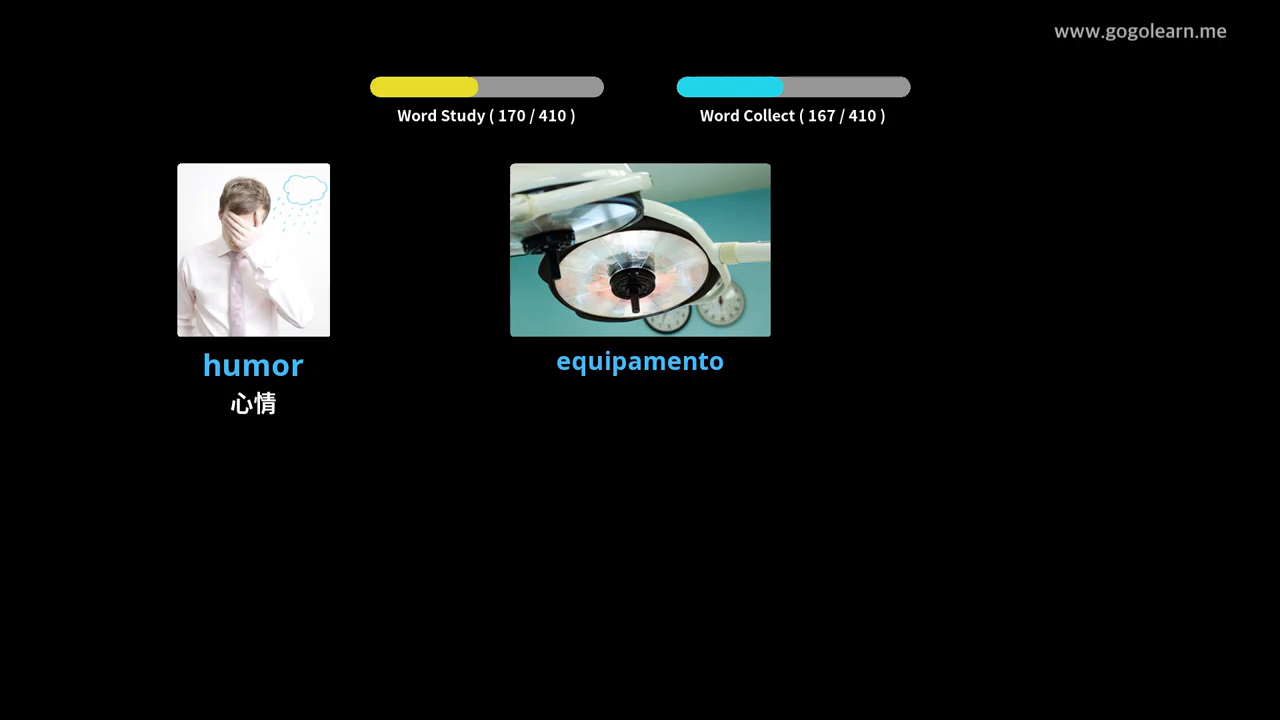 www.gogolearn.me
Word Study ( 170 / 410 )
Word Collect ( 167 / 410 )
humor
心情
equipamento